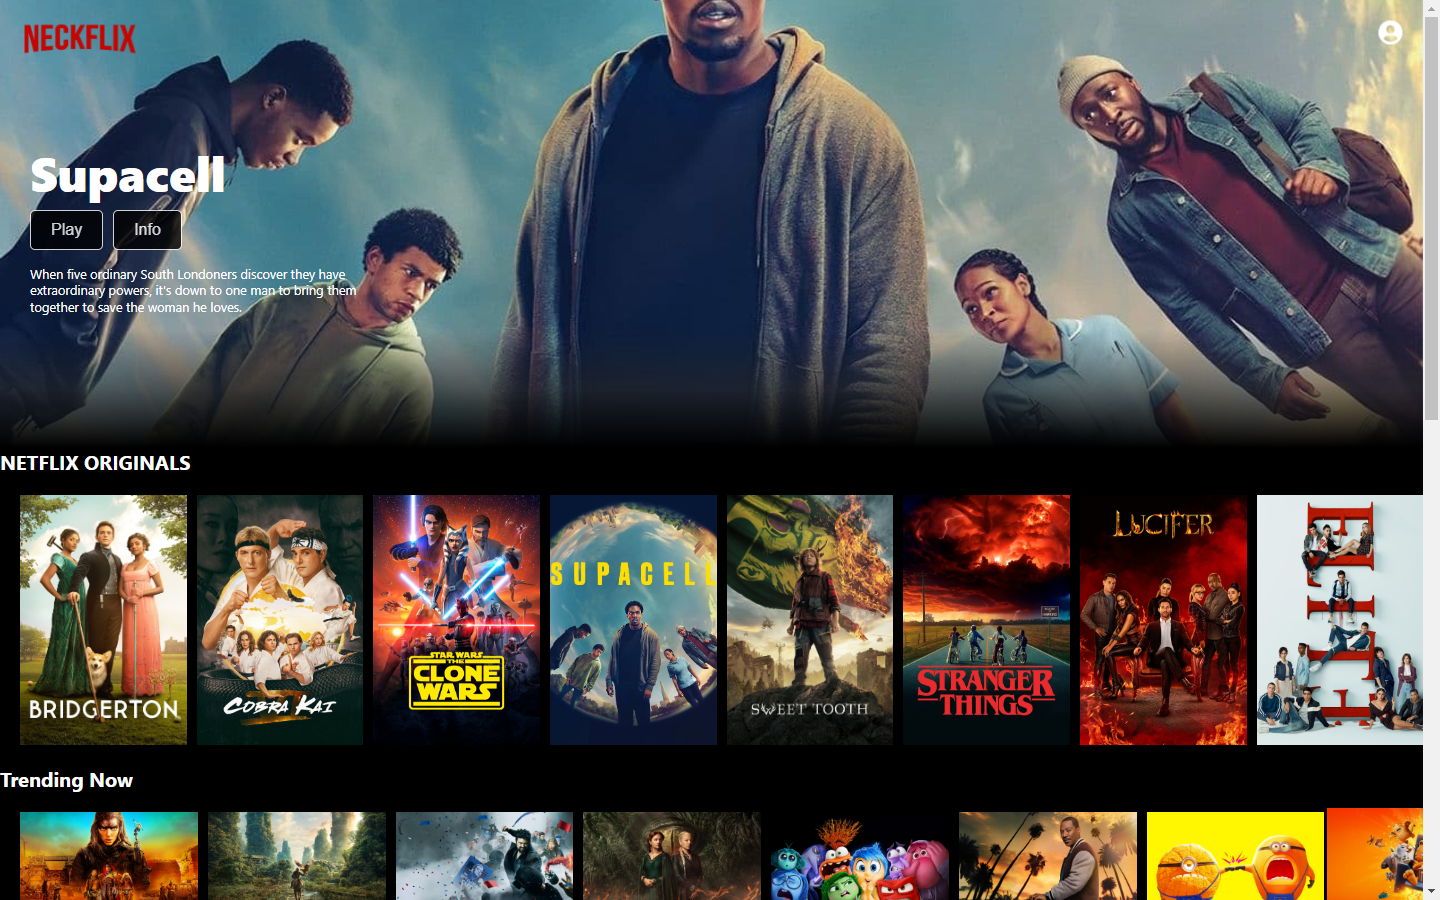 NECKFLIX
Supacell
Play
Info
When five ordinary South Londoners discover they have
extraordinary powers, it's down to one man to bring them
together to save the woman he loves.
NETFLIX ORIGINALS
BRIDGERTON
COBRA KAI
STAR WARS
THE
CLONE
WARS
SUPACELL
SWEET TOOTH
STRANGER
THINGS
LUCIFER
ELITE
Trending Now